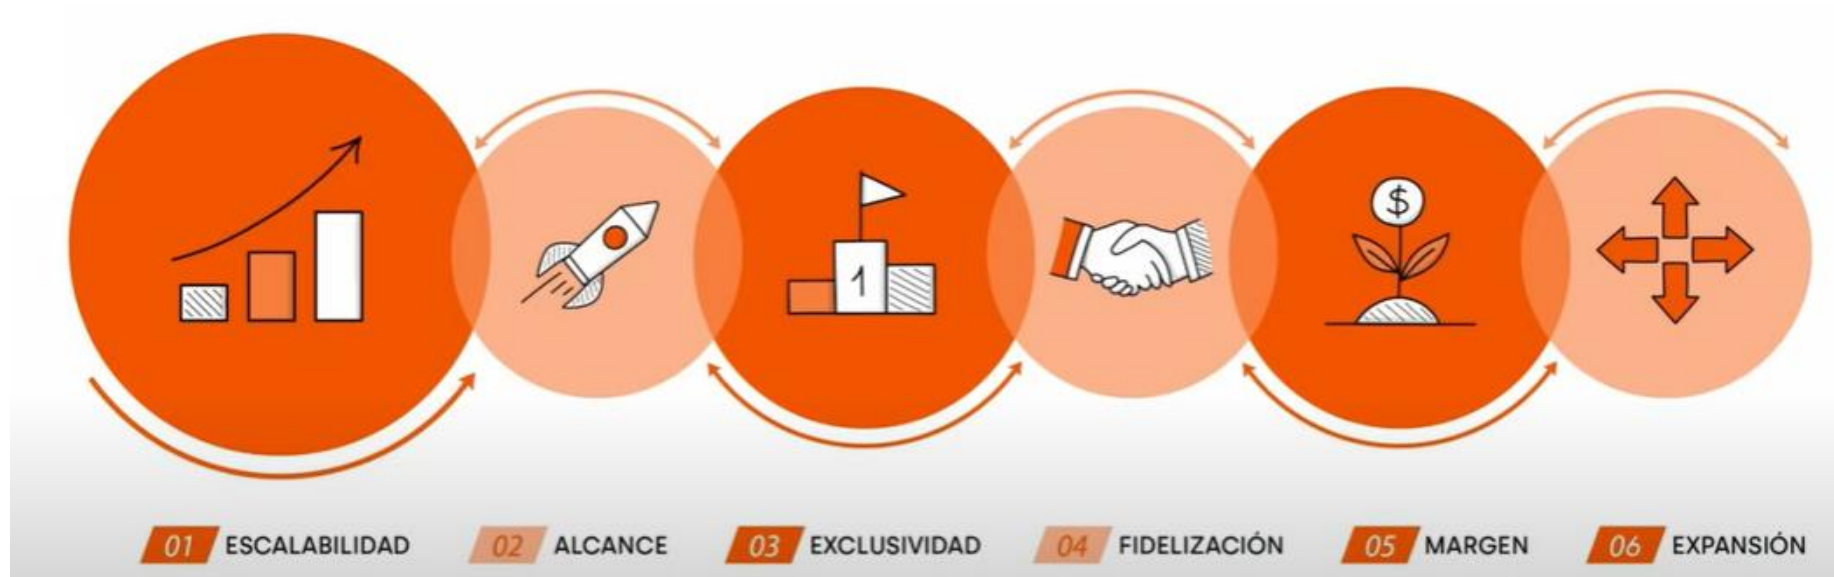 $
1
01 ESCALABILIDAD 02 ALCANCE 03 EXCLUSIVIDAD 04 FIDELIZACIÓN 05 MARGEN 06 EXPANSIÓN